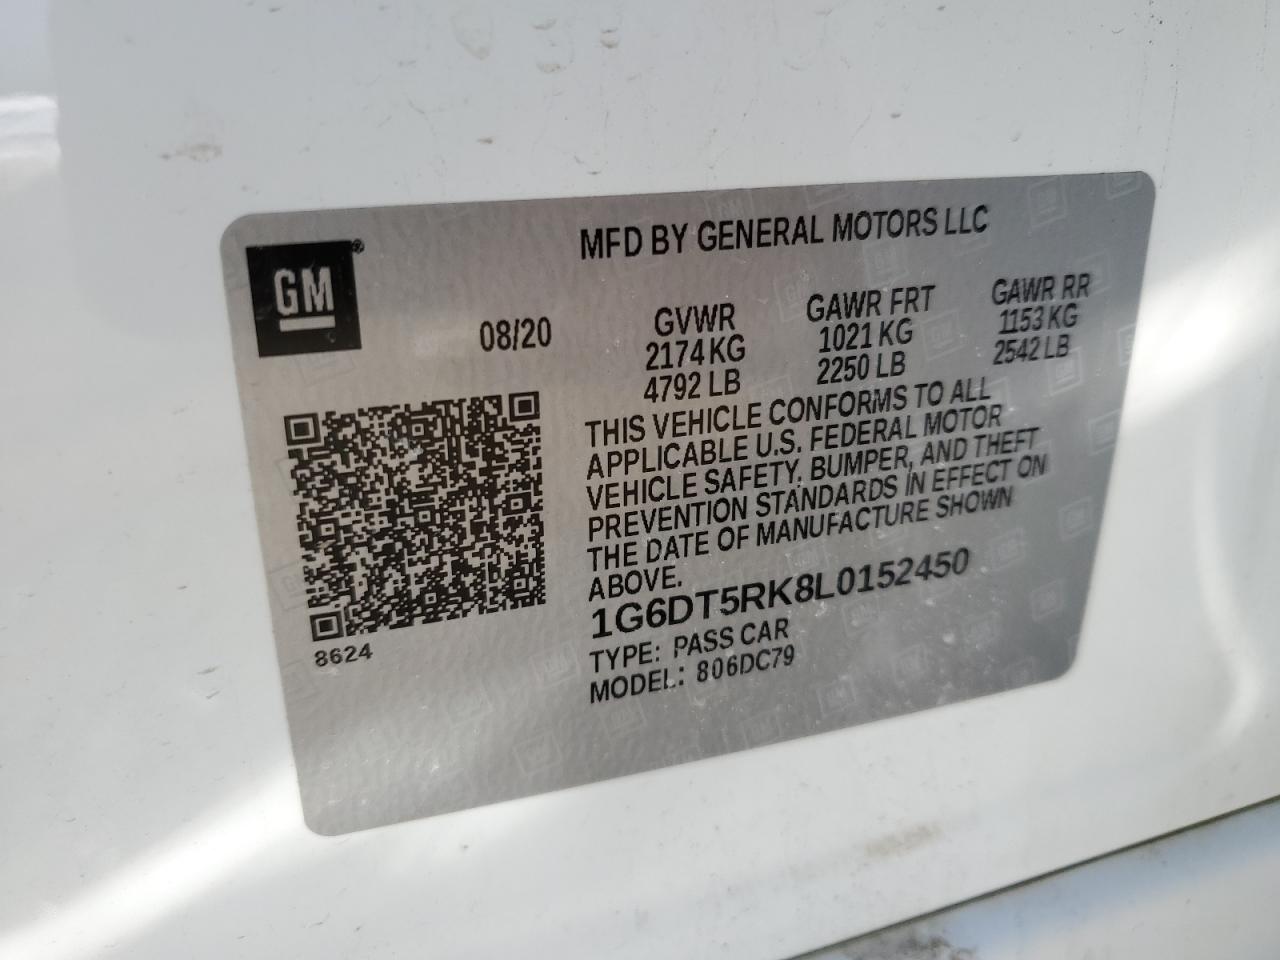 GM®
MFD BY GENERAL MOTORS LLC
08/20
GVWR
2174 KG
4792 LB
GAWR FRT
1021 KG
2250 LB
GAWR RR
1153 KG
2542 LB
THIS VEHICLE CONFORMS TO ALL
APPLICABLE U.S. FEDERAL MOTOR
VEHICLE SAFETY, BUMPER, AND THEFT
PREVENTION STANDARDS IN EFFECT ON
THE DATE OF MANUFACTURE SHOWN
ABOVE.
1G6DT5RK8L0152450
TYPE: PASS CAR
MODEL: 806DC79
8624